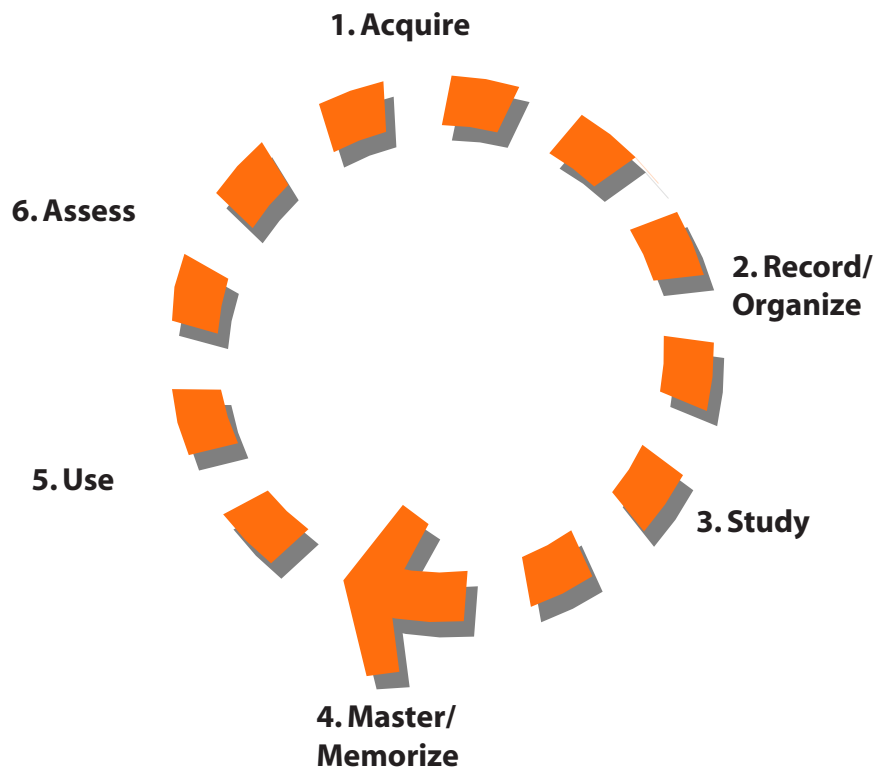 1. Acquire
2. Record/
Organize
3. Study
4. Master/
Memorize
5. Use
6. Assess